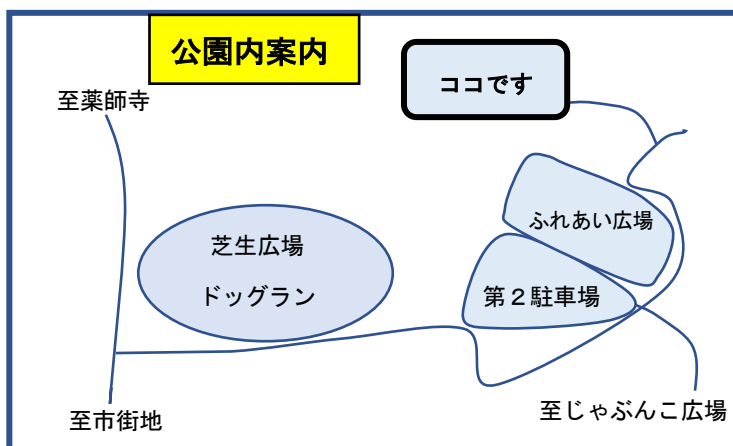 公園内案内
ココです
至薬師寺
ふれあい広場
芝生広場
ドッグラン
第２駐車場
至じゃぶんこ広場
至市街地